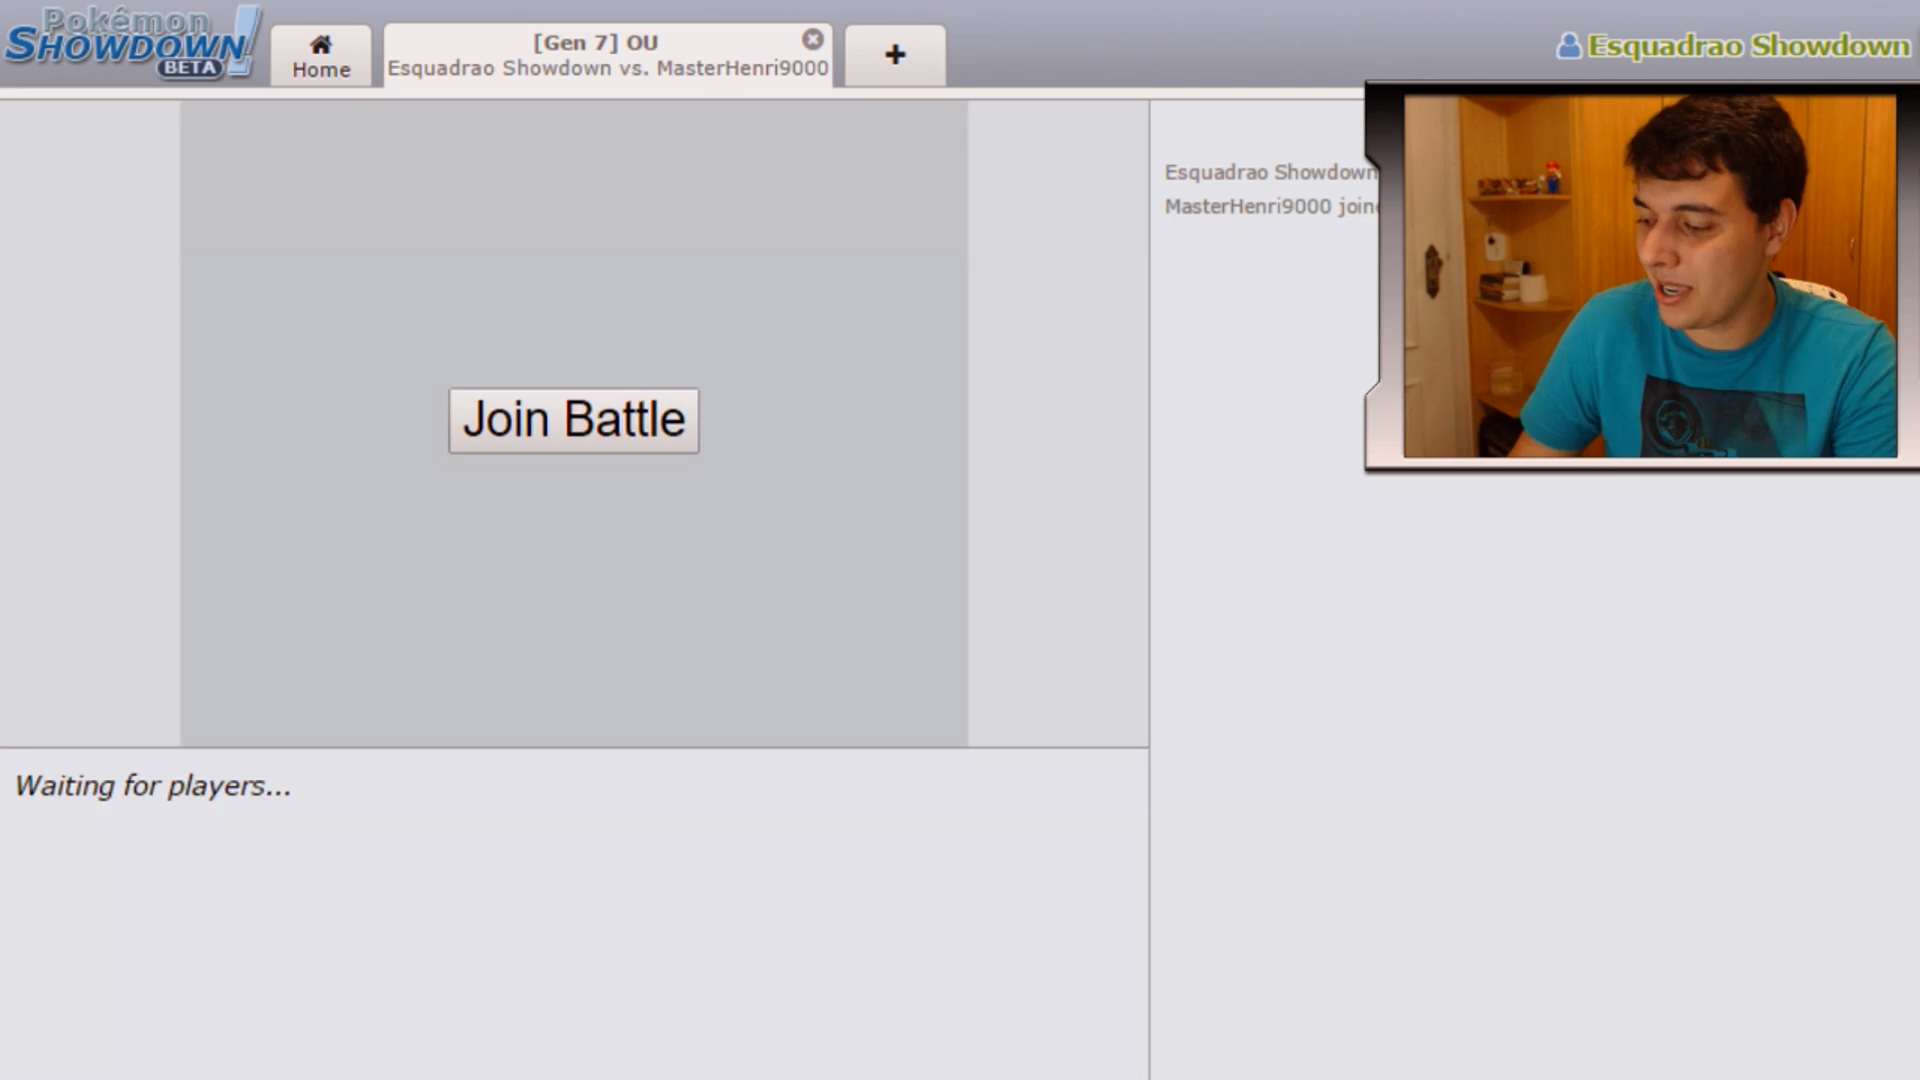 Pokémon
SHOWDOWN!
BETA
Home
[Gen 7] OU
Esquadrao Showdown vs. MasterHenri9000
+
Esquadrao Showdown
Esquadrao Showdown
MasterHenri9000
Join Battle
Waiting for players...